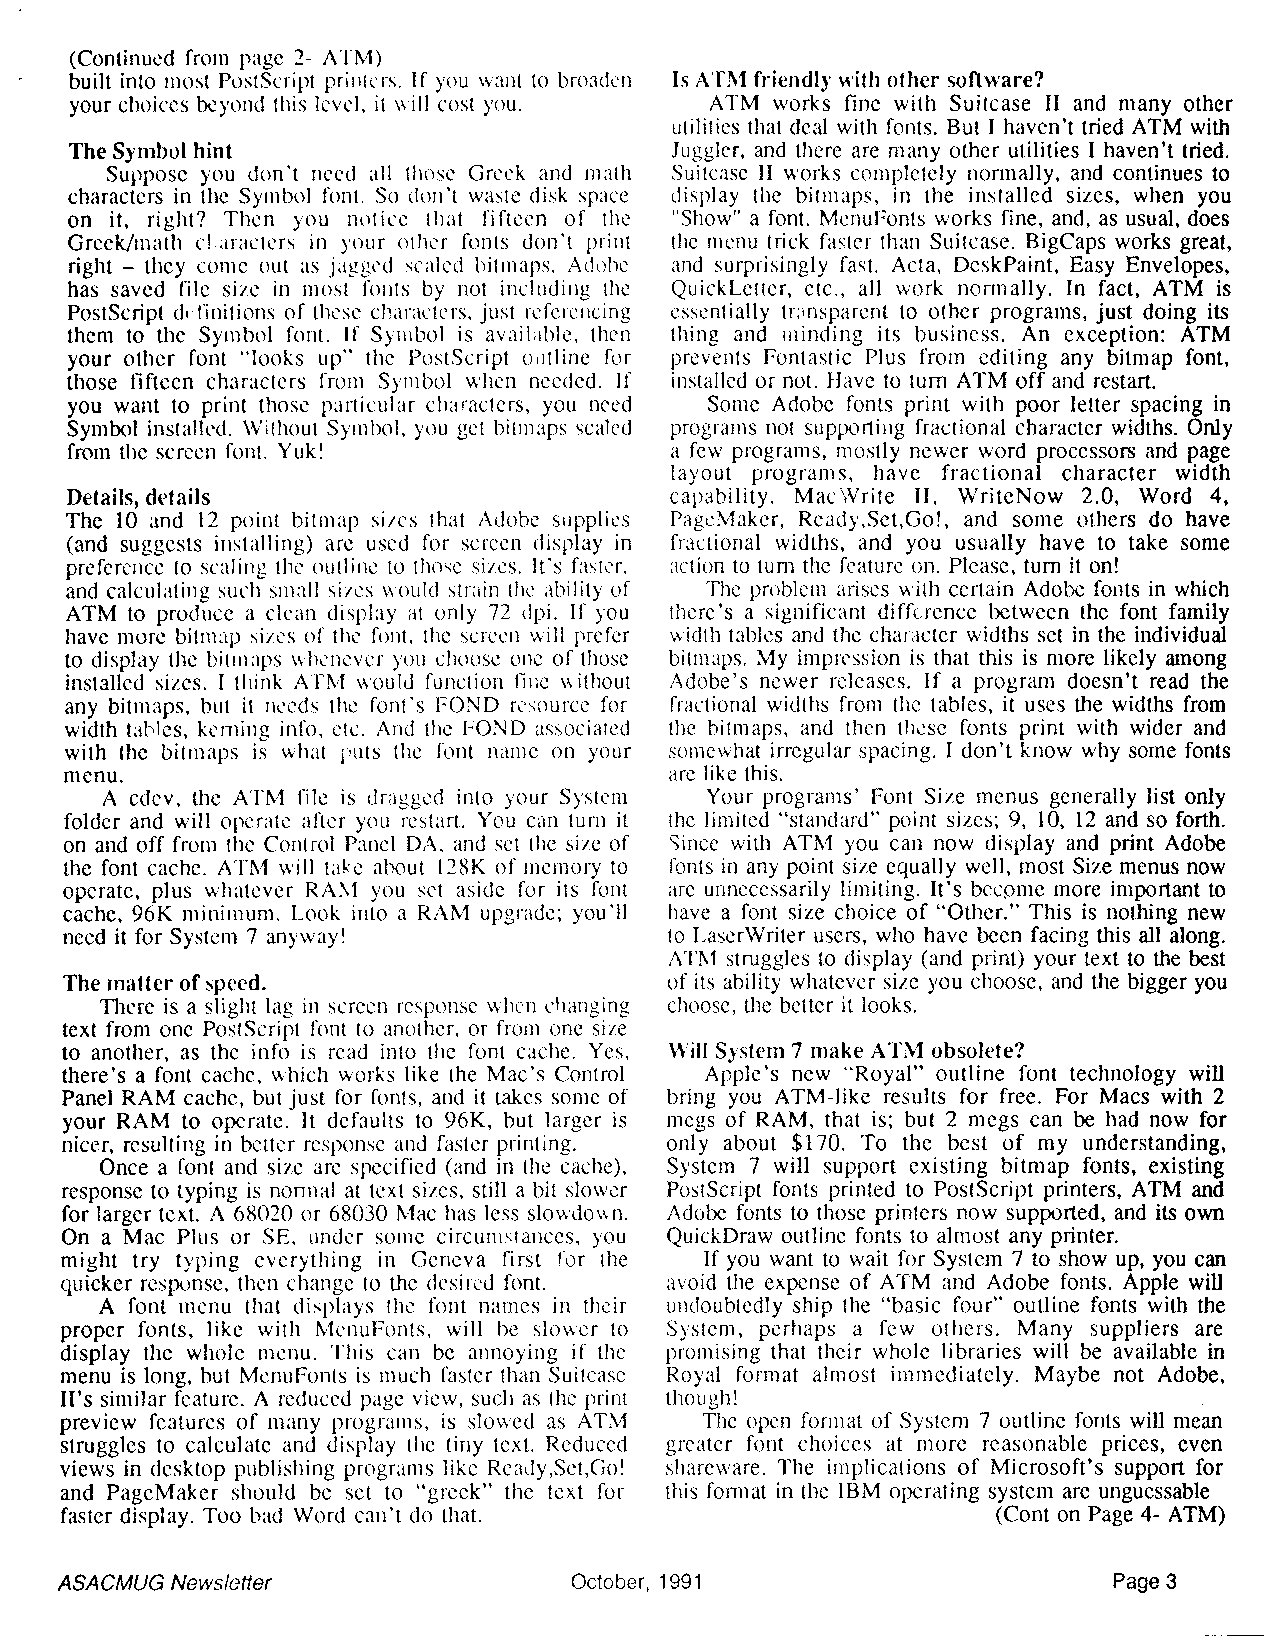 (Continued from page 2- ATM)
built into most PostScript printers. If you want to broaden
your choices beyond this level, it will cost you.
The Symbol hint
Suppose you don't need all those Greek and math
characters in the Symbol font. So don't waste disk space
on it, right? Then you notice that fifteen of the
Greek/math characters in your other fonts don't print
right – they come out as jagged scaled bitmaps. Adobe
has saved file size in most fonts by not including the
PostScript definitions of these characters, just referencing
them to the Symbol font. If Symbol is available, then
your other font “looks up” the PostScript outline for
those fifteen characters from Symbol when needed. If
you want to print those particular characters, you need
Symbol installed. Without Symbol, you get bitmaps scaled
from the screen font. Yuk!
Details, details
The 10 and 12 point bitmap sizes that Adobe supplies
(and suggests installing) are used for screen display in
preference to scaling the outline to those sizes. It's faster,
and calculating such small sizes would strain the ability of
ATM to produce a clean display at only 72 dpi. If you
have more bitmap sizes of the font, the screen will prefer
to display the bitmaps whenever you choose one of those
installed sizes. I think ATM would function fine without
any bitmaps, but it needs the font's FOND resource for
width tables, kerning info, etc. And the FOND associated
with the bitmaps is what puts the font name on your
menu.
A cdev, the ATM file is dragged into your System
folder and will operate after you restart. You can turn it
on and off from the Control Panel DA, and set the size of
the font cache. ATM will take about 128K of memory to
operate, plus whatever RAM you set aside for its font
cache, 96K minimum. Look into a RAM upgrade; you'll
need it for System 7 anyway!
The matter of speed.
There is a slight lag in screen response when changing
text from one PostScript font to another, or from one size
to another, as the info is read into the font cache. Yes,
there's a font cache, which works like the Mac's Control
Panel RAM cache, but just for fonts, and it takes some of
your RAM to operate. It defaults to 96K, but larger is
nicer, resulting in better response and faster printing.
Once a font and size are specified (and in the cache),
response to typing is normal at text sizes, still a bit slower
for larger text. A 68020 or 68030 Mac has less slowdown.
On a Mac Plus or SE, under some circumstances, you
might try typing everything in Geneva first for the
quicker response, then change to the desired font.
A font menu that displays the font names in their
proper fonts, like with MenuFonts, will be slower to
display the whole menu. This can be annoying if the
menu is long, but MenuFonts is much faster than Suitcase
II's similar feature. A reduced page view, such as the print
preview features of many programs, is slowed as ATM
struggles to calculate and display the tiny text. Reduced
views in desktop publishing programs like Ready,Set,Go!
and PageMaker should be set to “greek” the text for
faster display. Too bad Word can't do that.
Is ATM friendly with other software?
ATM works fine with Suitcase II and many other
utilities that deal with fonts. But I haven't tried ATM with
Juggler, and there are many other utilities I haven't tried.
Suitcase II works completely normally, and continues to
display the bitmaps, in the installed sizes, when you
"Show" a font. MenuFonts works fine, and, as usual, does
the menu trick faster than Suitcase. BigCaps works great,
and surprisingly fast. Acta, DeskPaint, Easy Envelopes,
QuickLetter, etc., all work normally. In fact, ATM is
essentially transparent to other programs, just doing its
thing and minding its business. An exception: ATM
prevents Fontastic Plus from editing any bitmap font,
installed or not. Have to turn ATM off and restart.
Some Adobe fonts print with poor letter spacing in
programs not supporting fractional character widths. Only
a few programs, mostly newer word processors and page
layout programs, have fractional character width
capability. MacWrite II, WriteNow 2.0, Word 4,
PageMaker, Ready,Set,Go!, and some others do have
fractional widths, and you usually have to take some
action to turn the feature on. Please, turn it on!
The problem arises with certain Adobe fonts in which
there's a significant difference between the font family
width tables and the character widths set in the individual
bitmaps. My impression is that this is more likely among
Adobe's newer releases. If a program doesn't read the
fractional widths from the tables, it uses the widths from
the bitmaps, and then these fonts print with wider and
somewhat irregular spacing. I don't know why some fonts
are like this.
Your programs' Font Size menus generally list only
the limited “standard” point sizes; 9, 10, 12 and so forth.
Since with ATM you can now display and print Adobe
fonts in any point size equally well, most Size menus now
are unnecessarily limiting. It's become more important to
have a font size choice of “Other.” This is nothing new
to LaserWriter users, who have been facing this all along.
ATM struggles to display (and print) your text to the best
of its ability whatever size you choose, and the bigger you
choose, the better it looks.
Will System 7 make ATM obsolete?
Apple's new “Royal” outline font technology will
bring you ATM-like results for free. For Macs with 2
megs of RAM, that is; but 2 megs can be had now for
only about $170. To the best of my understanding,
System 7 will support existing bitmap fonts, existing
PostScript fonts printed to PostScript printers, ATM and
Adobe fonts to those printers now supported, and its own
QuickDraw outline fonts to almost any printer.
If you want to wait for System 7 to show up, you can
avoid the expense of ATM and Adobe fonts. Apple will
undoubtedly ship the “basic four” outline fonts with the
System, perhaps a few others. Many suppliers are
promising that their whole libraries will be available in
Royal format almost immediately. Maybe not Adobe,
though!
The open format of System 7 outline fonts will mean
greater font choices at more reasonable prices, even
shareware. The implications of Microsoft's support for
this format in the IBM operating system are unguessable
(Cont on Page 4- ATM)
ASACMUG Newsletter October, 1991 Page 3